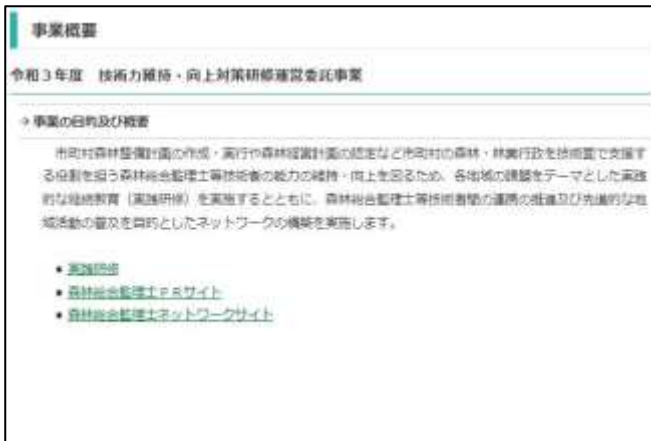 事業概要
令和3年度 技術力維持・向上対策研修運営委託事業
事業の目的及び概要
市町村森林整備計画の作成・実行や森林経営計画の認定など市町村の森林・林業行政を技術面で支援す
る役割を担う森林総合監理士等技術者の能力の維持・向上を図るため、各地域の課題をテーマとした実践
的な継続教育（実践研修）を実施するとともに、森林総合監理士等技術者間の連携の推進及び先進的な地
域活動の普及を目的としたネットワークの構築を実施します。
実践研修
森林総合監理士PRサイト
森林総合監理士ネットワークサイト